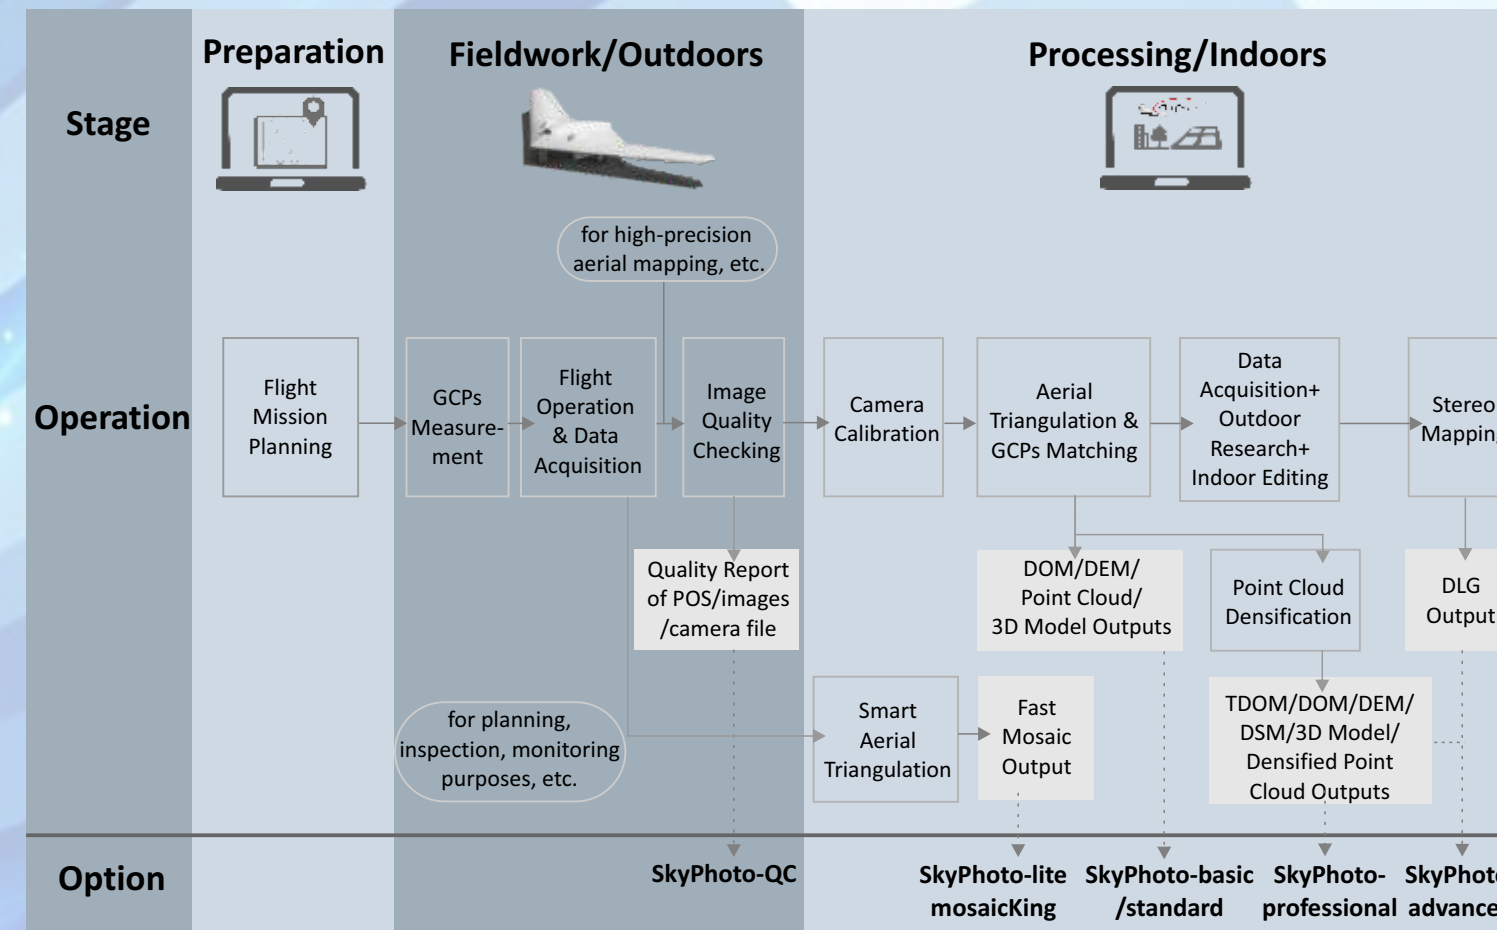 Stage
Preparation
Fieldwork/Outdoors
Processing/Indoors
for high-precision
aerial mapping, etc.
Operation
Flight
Mission
Planning
GCPs
Measure-
ment
Flight
Operation
& Data
Acquisition
Image
Quality
Checking
Camera
Calibration
Aerial
Triangulation &
GCPs Matching
Data
Acquisition+
Outdoor
Research+
Indoor Editing
Stereo
Mapping
Quality Report
of POS/images
/camera file
DOM/DEM/
Point Cloud/
3D Model Outputs
Point Cloud
Densification
DLG
Output
for planning,
inspection, monitoring
purposes, etc.
Smart
Aerial
Triangulation
Fast
Mosaic
Output
TDOM/DOM/DEM/
DSM/3D Model/
Densified Point
Cloud Outputs
Option
SkyPhoto-QC
SkyPhoto-lite
mosaicKing
SkyPhoto-basic
/standard
SkyPhoto-
professional
SkyPhoto
advance